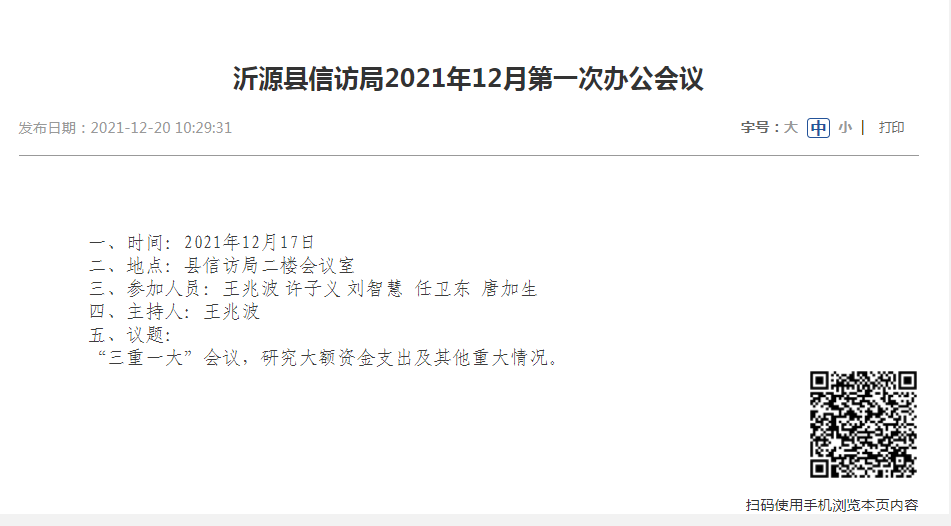 沂源县信访局2021年12月第一次办公会议
发布日期：2021-12-20 10:29:31 字号：大 中 小 | 打印
一、时间：2021年12月17日
二、地点：县信访局二楼会议室
三、参加人员：王兆波 许子义 刘智慧 任卫东 唐加生
四、主持人：王兆波
五、议题：
“三重一大”会议，研究大额资金支出及其他重大情况。
扫码使用手机浏览本页内容